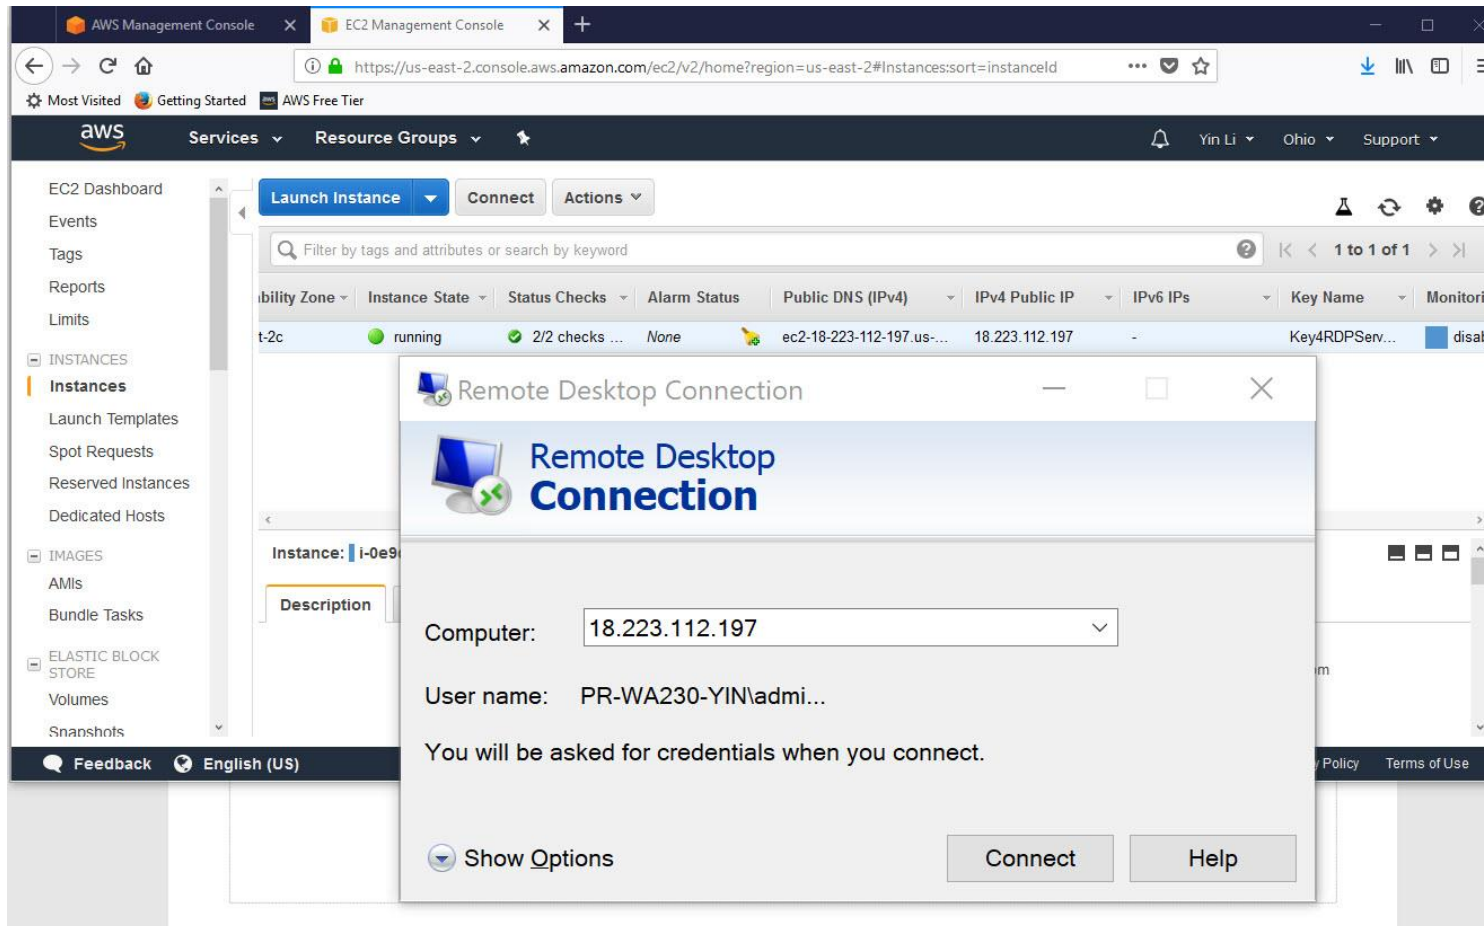 AWS Management Console
EC2 Management Console
https://us-east-2.console.aws.amazon.com/ec2/v2/home?region=us-east-2#Instances:sort=instanceId
Most Visited Getting Started AWS Free Tier
aws Services Resource Groups Yin Li Ohio Support
EC2 Dashboard
Events
Tags
Reports
Limits
INSTANCES
Instances
Launch Templates
Spot Requests
Reserved Instances
Dedicated Hosts
IMAGES
AMIs
Bundle Tasks
ELASTIC BLOCK
STORE
Volumes
Snapshots
Launch Instance Connect Actions
Filter by tags and attributes or search by keyword 1 to 1 of 1
bility Zone Instance State Status Checks Alarm Status Public DNS (IPv4) IPv4 Public IP IPv6 IPs Key Name Monitori
t-2c running 2/2 checks ... None ec2-18-223-112-197.us-... 18.223.112.197 - Key4RDPServ... disab
Instance: i-0e9
Description
Remote Desktop Connection
Remote Desktop
Connection
Computer: 18.223.112.197
User name: PR-WA230-YIN\admi...
You will be asked for credentials when you connect.
Show Options Connect Help
om
Feedback English (US) Policy Terms of Use